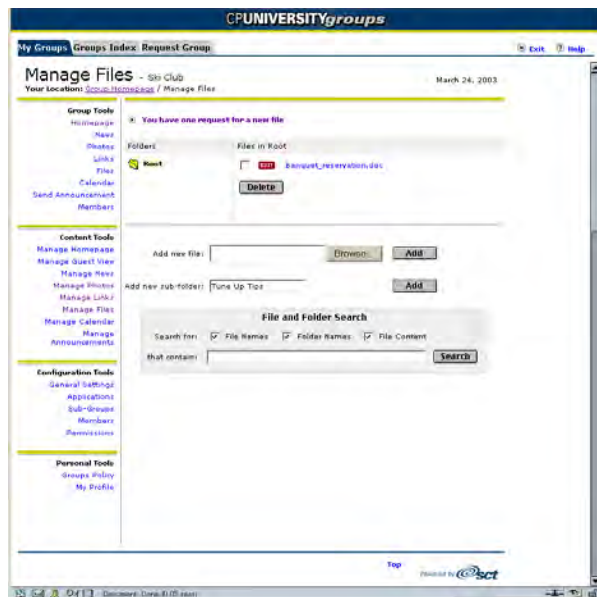 CPUNIVERSITYgroups
My Groups Groups Index Request Group
Exit Help
Manage Files - Ski Club
March 24, 2003
Your Location: Group Homepage / Manage Files
Group Tools
Homepage
News
Photos
Links
Files
Calendar
Send Announcement
Members
You have one request for a new file
Folders
Files in Root
Root
EDIT banquet_reservation.doc
Delete
Content Tools
Manage Homepage
Manage Guest View
Manage News
Manage Photos
Manage Links
Manage Files
Manage Calendar
Manage
Announcements
Add new file: Browse... Add
Add new sub-folder: Tune Up Tips Add
File and Folder Search
Search for: File Names Folder Names File Content
that contain: Search
Configuration Tools
General Settings
Applications
Sub-Groups
Members
Permissions
Personal Tools
Groups Policy
My Profile
Top
Powered by sct